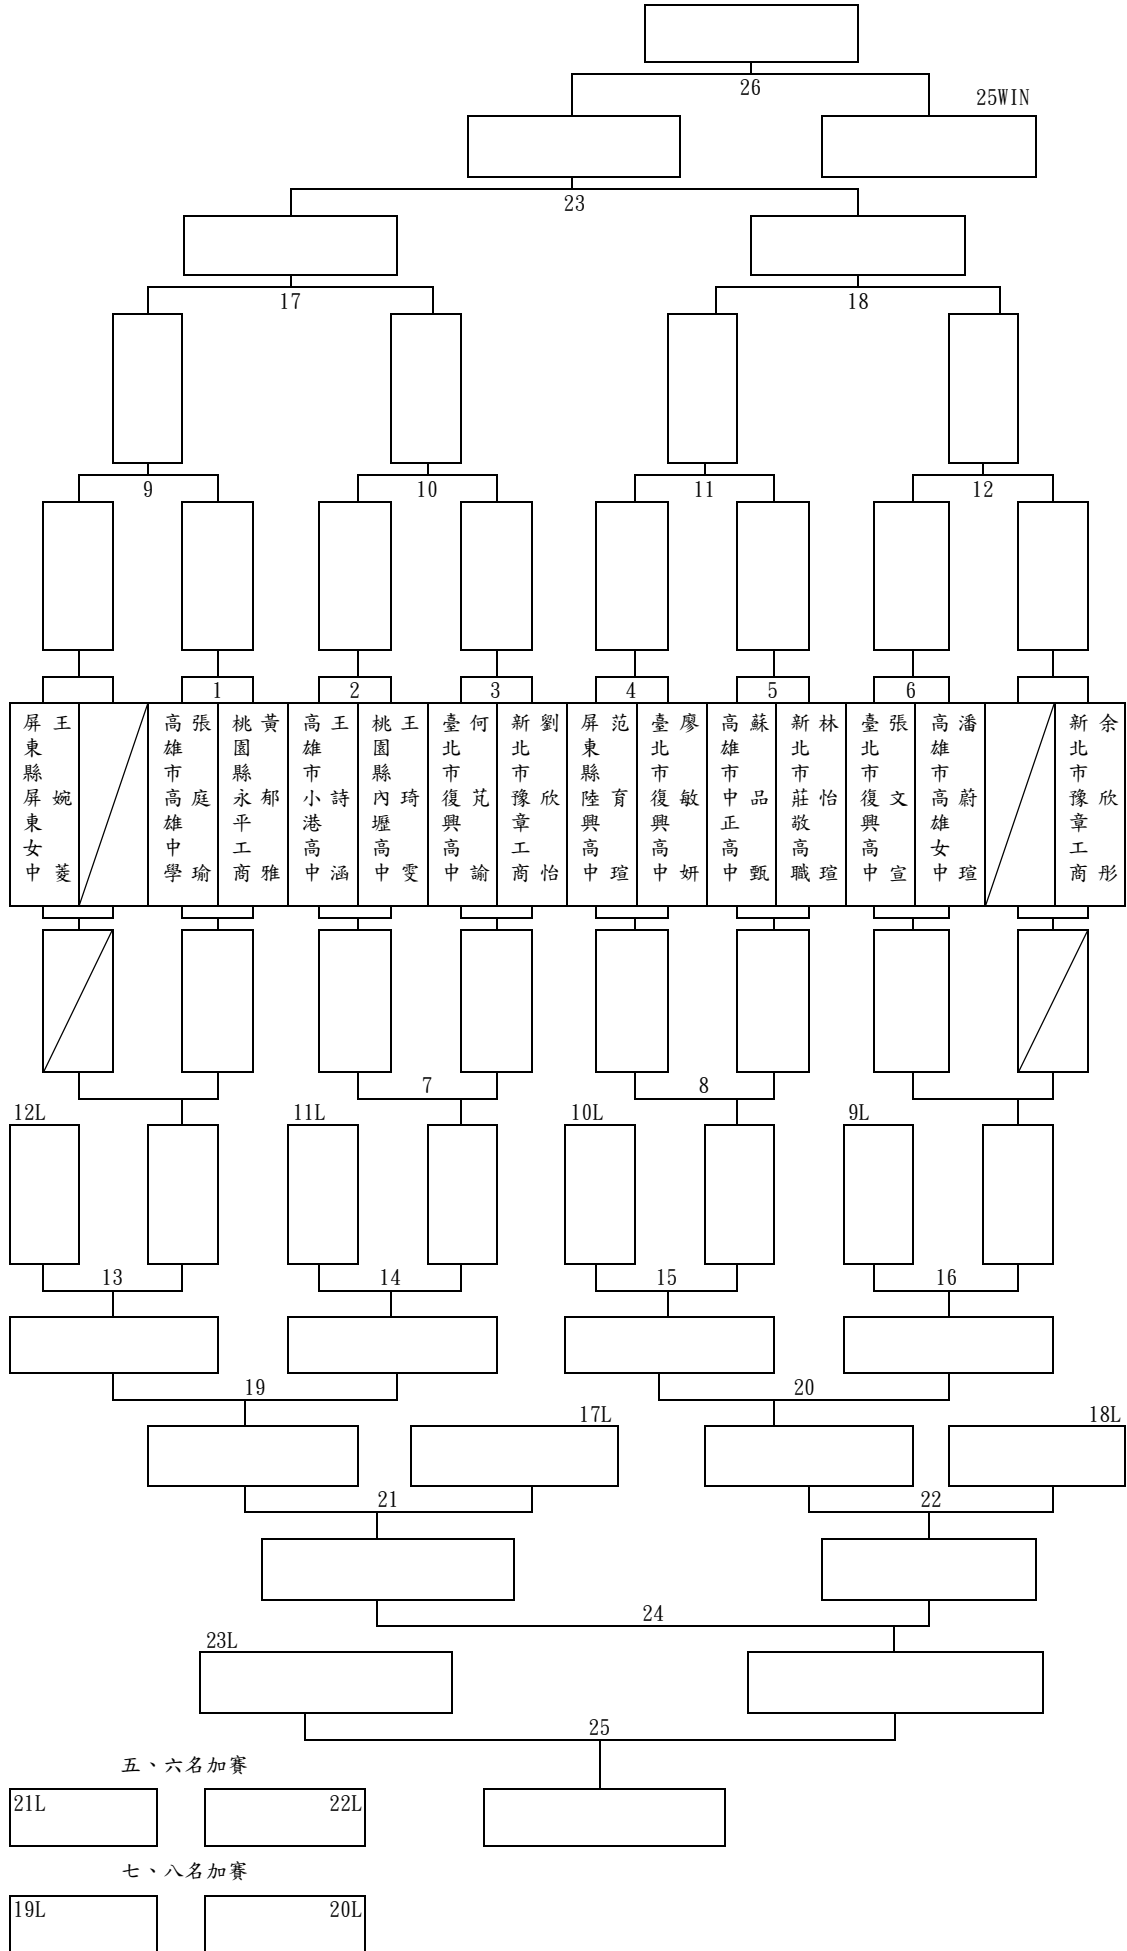 26
25WIN
23
17
18
9
10
11
12
1
2
3
4
5
6
屏東縣屏東女中
王婉菱
高雄市高雄中學
張庭瑜
桃園縣永平工商
黃郁雅
高雄市小港高中
王詩涵
桃園縣內壢高中
王琦雯
臺北市復興高中
何芃諭
新北市豫章工商
劉欣怡
屏東縣陸興高中
范育瑄
臺北市復興高中
廖敏妍
高雄市中正高中
蘇品甄
新北市莊敬高職
林怡瑄
臺北市復興高中
張文宣
高雄市高雄女中
潘蔚瑄
新北市豫章工商
余欣彤
7
8
12L
11L
10L
9L
13
14
15
16
19
20
17L
18L
21
22
24
23L
25
五、六名加賽
21L
22L
七、八名加賽
19L
20L